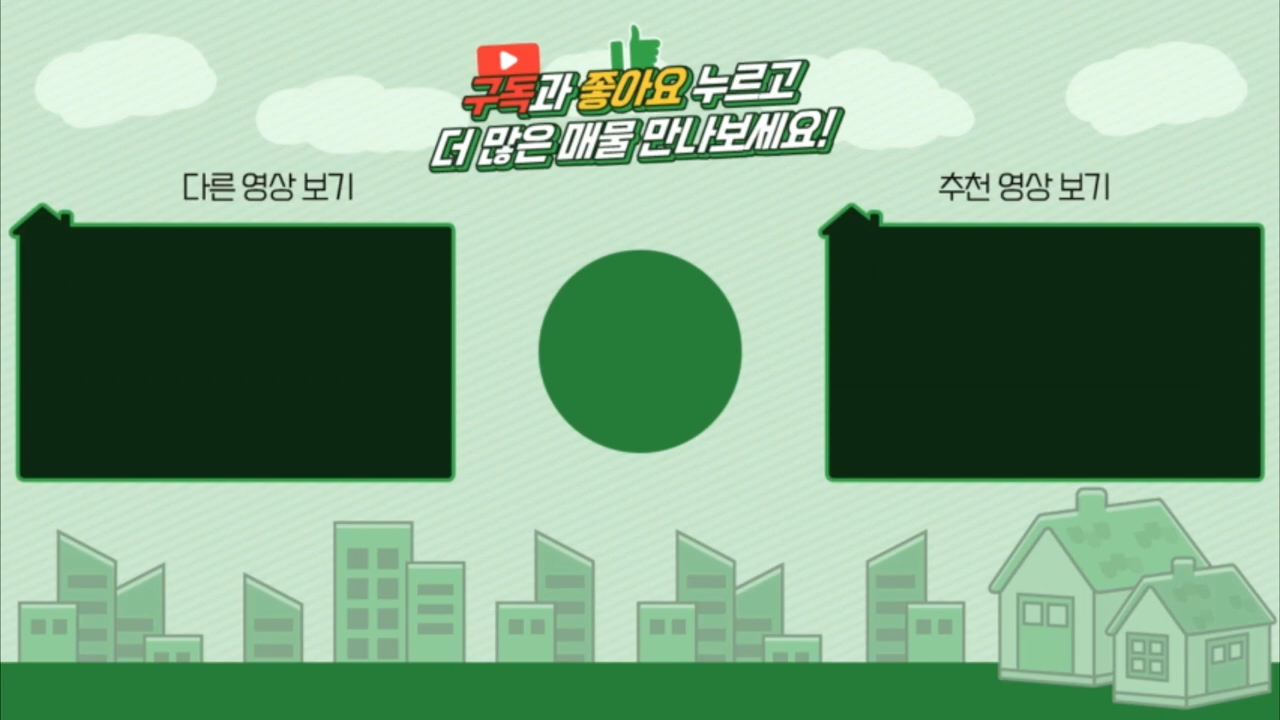 구독과 좋아요 누르고
더 많은 매물 만나보세요!
다른 영상 보기
추천 영상 보기